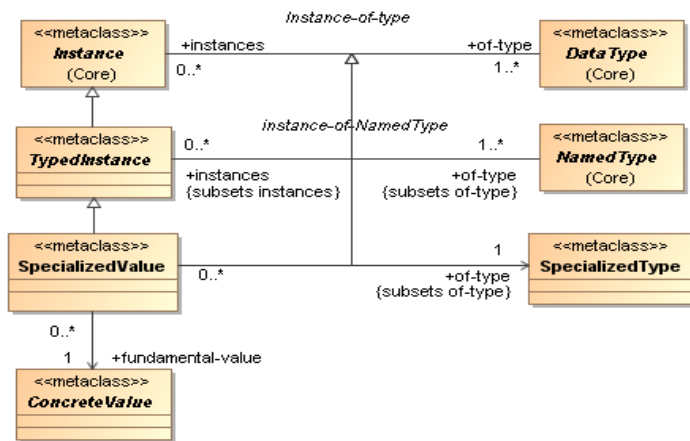 Instance-of-type
<<metaclass>>
Instance
(Core)
+instances
0..*
+of-type
1..*
<<metaclass>>
DataType
(Core)
instance-of-NamedType
<<metaclass>>
TypedInstance
0..*
+instances
{subsets instances}
1..*
+of-type
{subsets of-type}
<<metaclass>>
NamedType
(Core)
<<metaclass>>
SpecializedValue
0..*
1
+of-type
{subsets of-type}
<<metaclass>>
SpecializedType
0..*
1
+fundamental-value
<<metaclass>>
ConcreteValue